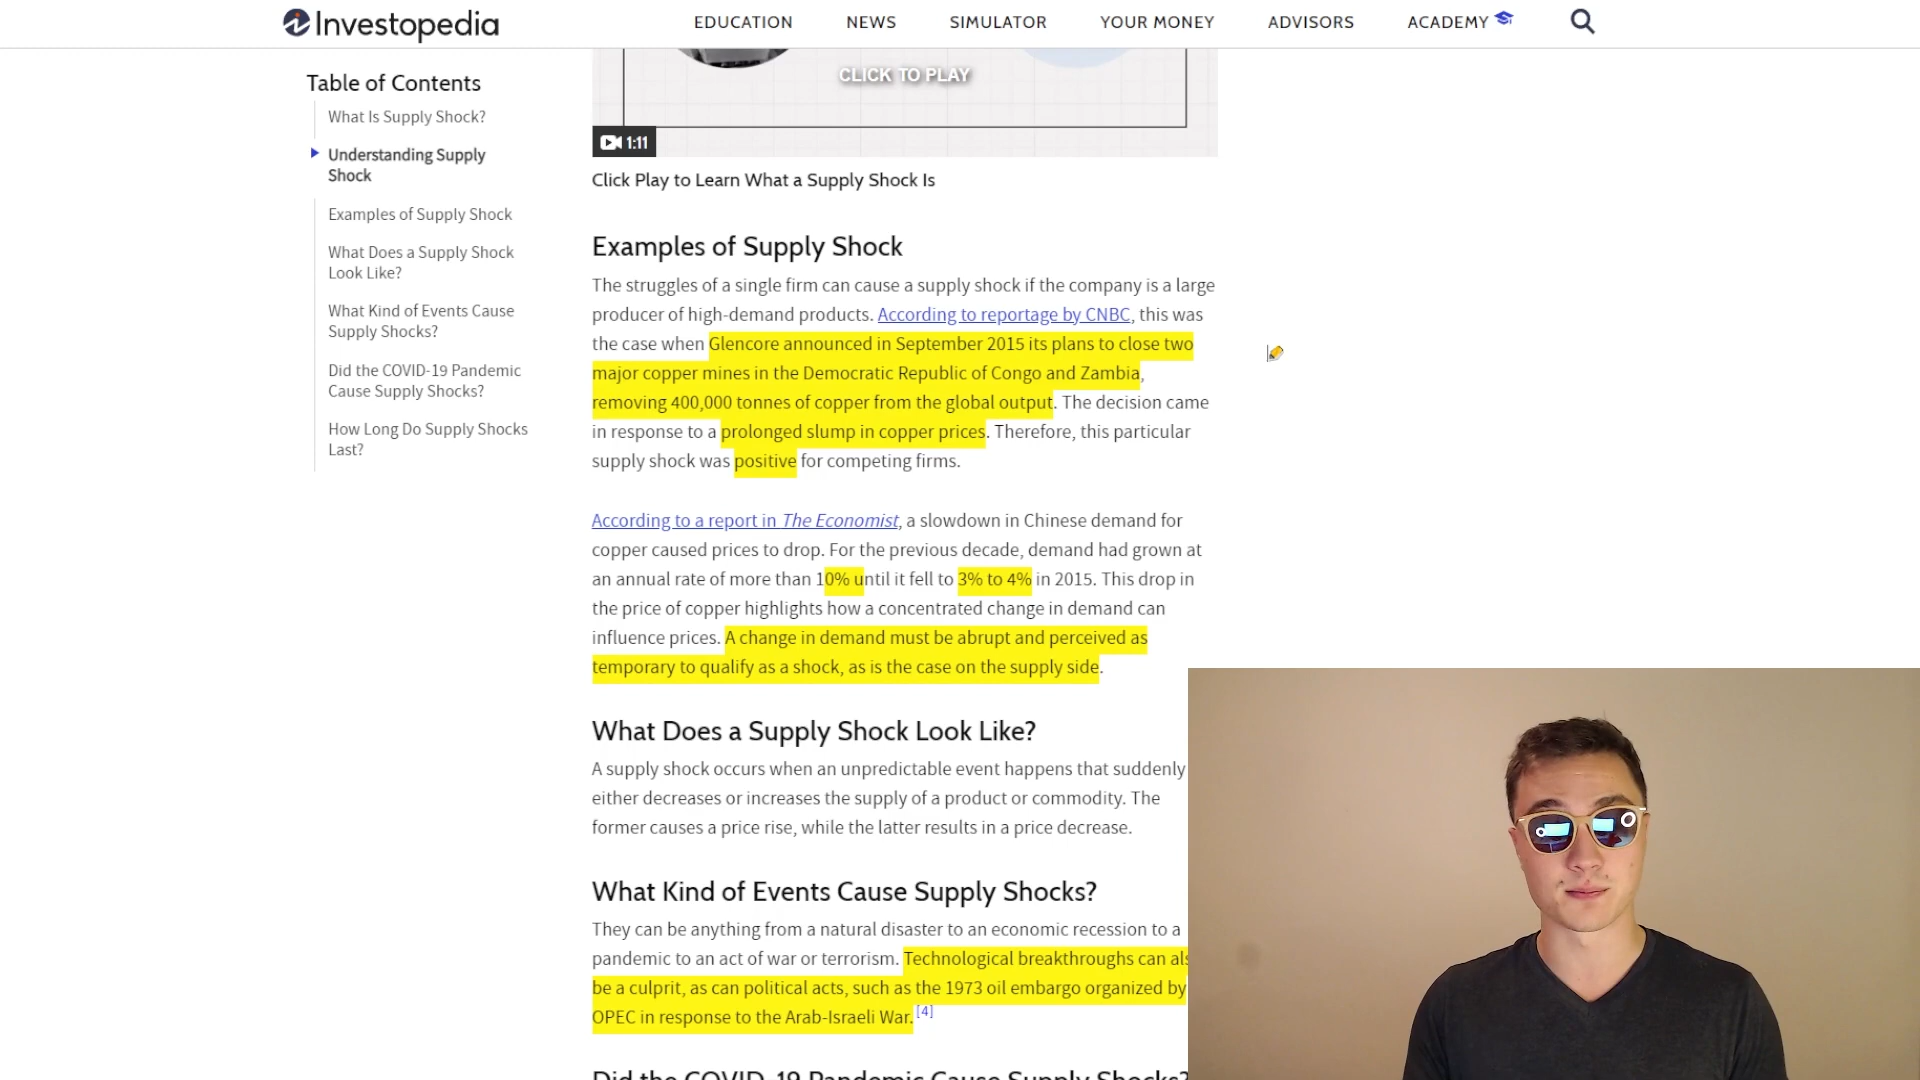 Investopedia
EDUCATION NEWS SIMULATOR YOUR MONEY ADVISORS ACADEMY
Table of Contents
What Is Supply Shock?
Understanding Supply
Shock
Examples of Supply Shock
What Does a Supply Shock
Look Like?
What Kind of Events Cause
Supply Shocks?
Did the COVID-19 Pandemic
Cause Supply Shocks?
How Long Do Supply Shocks
Last?
CLICK TO PLAY
1:11
Click Play to Learn What a Supply Shock Is
Examples of Supply Shock
The struggles of a single firm can cause a supply shock if the company is a large
producer of high-demand products. According to reportage by CNBC, this was
the case when Glencore announced in September 2015 its plans to close two
major copper mines in the Democratic Republic of Congo and Zambia,
removing 400,000 tonnes of copper from the global output. The decision came
in response to a prolonged slump in copper prices. Therefore, this particular
supply shock was positive for competing firms.
According to a report in The Economist, a slowdown in Chinese demand for
copper caused prices to drop. For the previous decade, demand had grown at
an annual rate of more than 10% until it fell to 3% to 4% in 2015. This drop in
the price of copper highlights how a concentrated change in demand can
influence prices. A change in demand must be abrupt and perceived as
temporary to qualify as a shock, as is the case on the supply side.
What Does a Supply Shock Look Like?
A supply shock occurs when an unpredictable event happens that suddenly
either decreases or increases the supply of a product or commodity. The
former causes a price rise, while the latter results in a price decrease.
What Kind of Events Cause Supply Shocks?
They can be anything from a natural disaster to an economic recession to a
pandemic to an act of war or terrorism. Technological breakthroughs can als
be a culprit, as can political acts, such as the 1973 oil embargo organized by
OPEC in response to the Arab-Israeli War. [4]
Did the COVID-19 Pandemic Cause Supply Shocks?